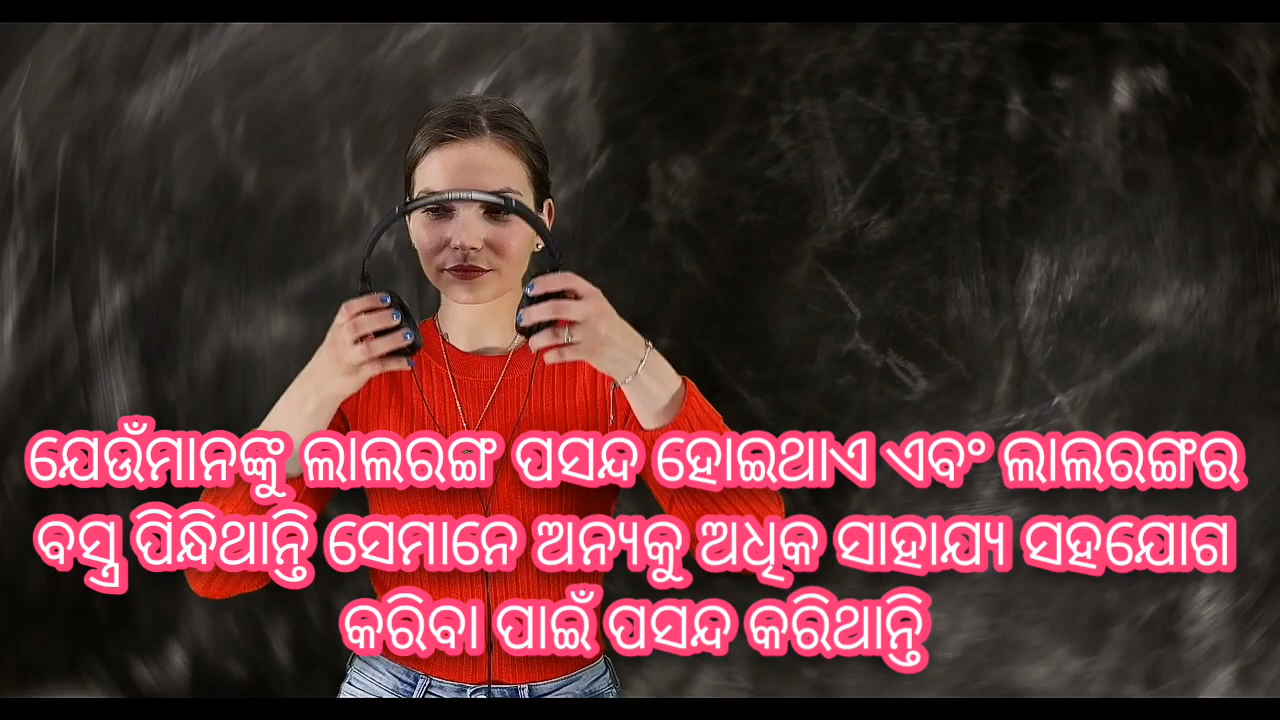 ଯେଉଁମାନଙ୍କୁ ଲାଲରଙ୍ଗ ପସନ୍ଦ ହୋଇଥାଏ ଏବଂ ଲାଲରଙ୍ଗର
ବସ୍ତ୍ର ପିନ୍ଧିଥାନ୍ତି ସେମାନେ ଅନ୍ୟକୁ ଅଧିକ ସାହାଯ୍ୟ ସହଯୋଗ
କରିବା ପାଇଁ ପସନ୍ଦ କରିଥାନ୍ତି